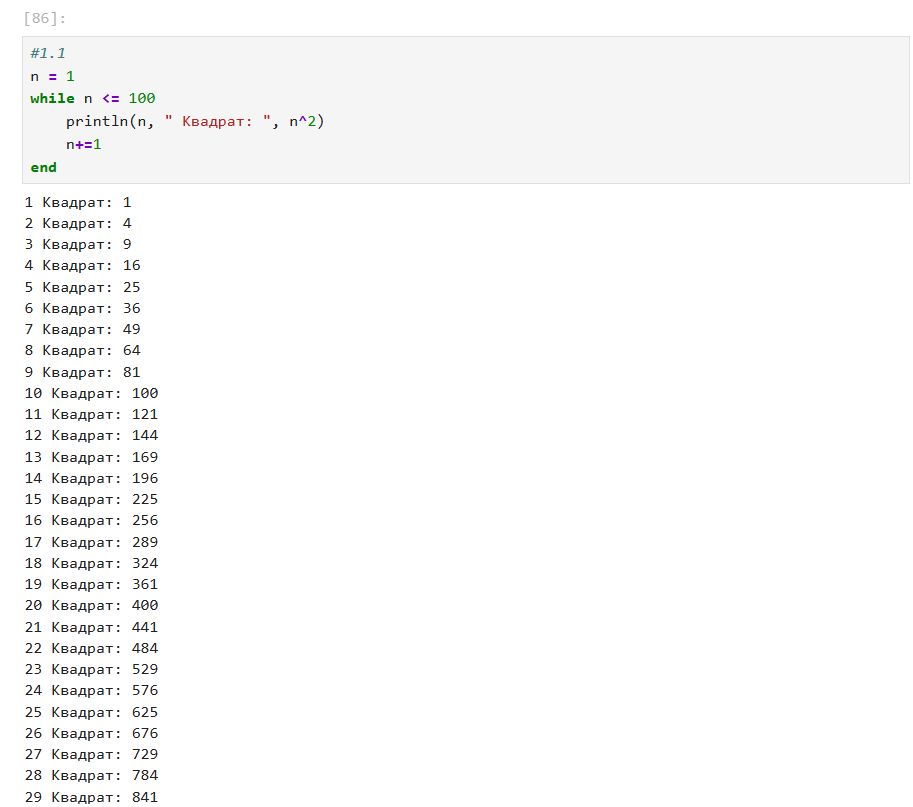 [86]:
#1.1
n = 1
while n <= 100
    println(n, " Квадрат: ", n^2)
    n+=1
end
1 Квадрат: 1
2 Квадрат: 4
3 Квадрат: 9
4 Квадрат: 16
5 Квадрат: 25
6 Квадрат: 36
7 Квадрат: 49
8 Квадрат: 64
9 Квадрат: 81
10 Квадрат: 100
11 Квадрат: 121
12 Квадрат: 144
13 Квадрат: 169
14 Квадрат: 196
15 Квадрат: 225
16 Квадрат: 256
17 Квадрат: 289
18 Квадрат: 324
19 Квадрат: 361
20 Квадрат: 400
21 Квадрат: 441
22 Квадрат: 484
23 Квадрат: 529
24 Квадрат: 576
25 Квадрат: 625
26 Квадрат: 676
27 Квадрат: 729
28 Квадрат: 784
29 Квадрат: 841